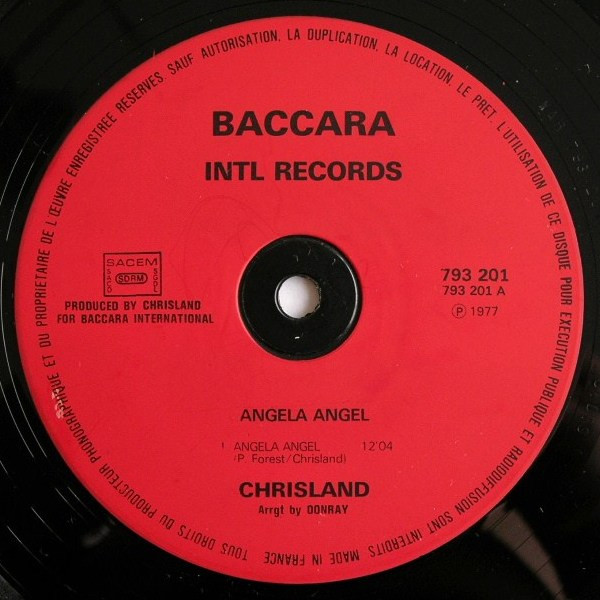 TOUS DROITS DU PRODUCTEUR PHONOGRAPHIQUE ET DU PROPRIETAIRE DE L'ŒUVRE ENREGISTREE RESERVES. SAUF AUTORISATION, LA DUPLICATION, LA LOCATION, LE PRET, L'UTILISATION DE CE DISQUE POUR EXECUTION PUBLIQUE ET RADIODIFFUSION SONT INTERDITS MADE IN FRANCE
BACCARA
INTL RECORDS
SACEM
SACD SDRM SGDL
PRODUCED BY CHRISLAND
FOR BACCARA INTERNATIONAL
793 201
793 201 A
Ⓟ 1977
ANGELA ANGEL
1 ANGELA ANGEL 12'04
(P. Forest/Chrisland)
CHRISLAND
Arrgt by DONRAY